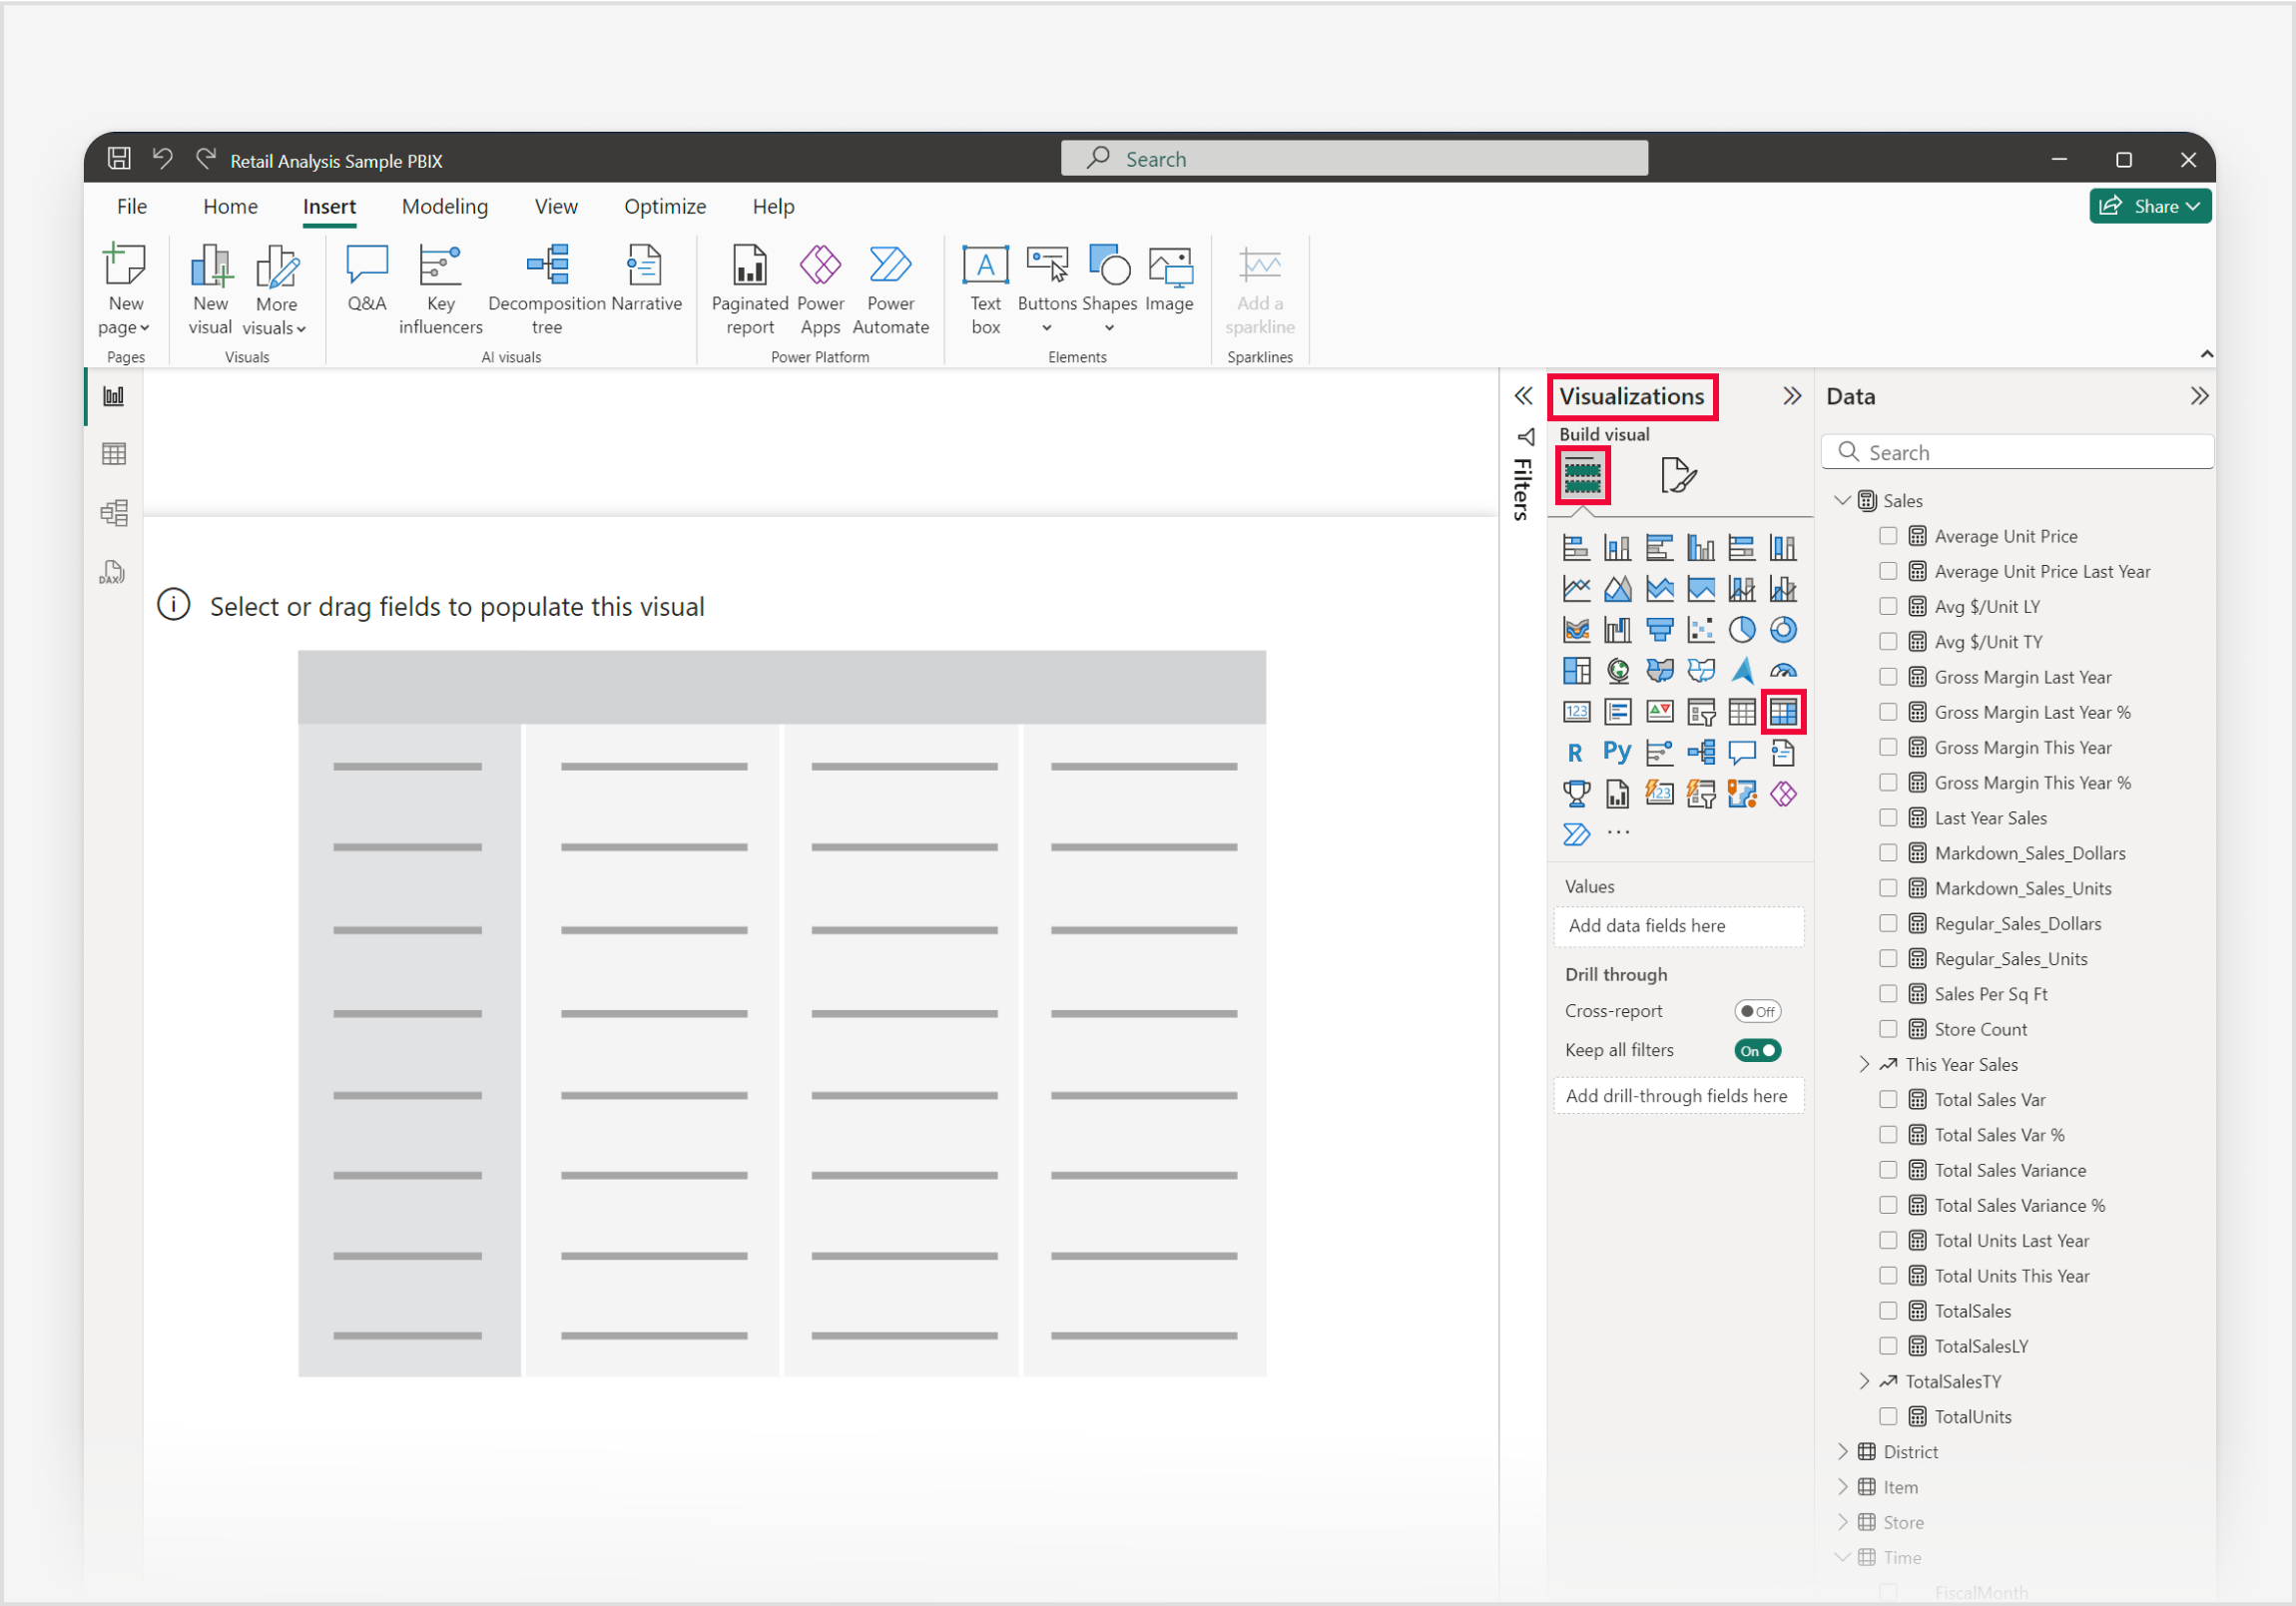 Retail Analysis Sample PBIX
Search
File
Home
Insert
Modeling
View
Optimize
Help
Share
New
page
Pages
New
visual
More
visuals
Visuals
Q&A
Key
influencers
Decomposition
tree
Narrative
AI visuals
Paginated
report
Power
Apps
Power
Automate
Power Platform
A
Text
box
Buttons
Shapes
Image
Elements
Add a
sparkline
Sparklines
DAX
Select or drag fields to populate this visual
Filters
Visualizations
Build visual
123
R
Py
123
Values
Add data fields here
Drill through
Cross-report
Off
Keep all filters
On
Add drill-through fields here
Data
Search
Sales
Average Unit Price
Average Unit Price Last Year
Avg $/Unit LY
Avg $/Unit TY
Gross Margin Last Year
Gross Margin Last Year %
Gross Margin This Year
Gross Margin This Year %
Last Year Sales
Markdown_Sales_Dollars
Markdown_Sales_Units
Regular_Sales_Dollars
Regular_Sales_Units
Sales Per Sq Ft
Store Count
This Year Sales
Total Sales Var
Total Sales Var %
Total Sales Variance
Total Sales Variance %
Total Units Last Year
Total Units This Year
TotalSales
TotalSalesLY
TotalSalesTY
TotalUnits
District
Item
Store
Time
FiscalMonth